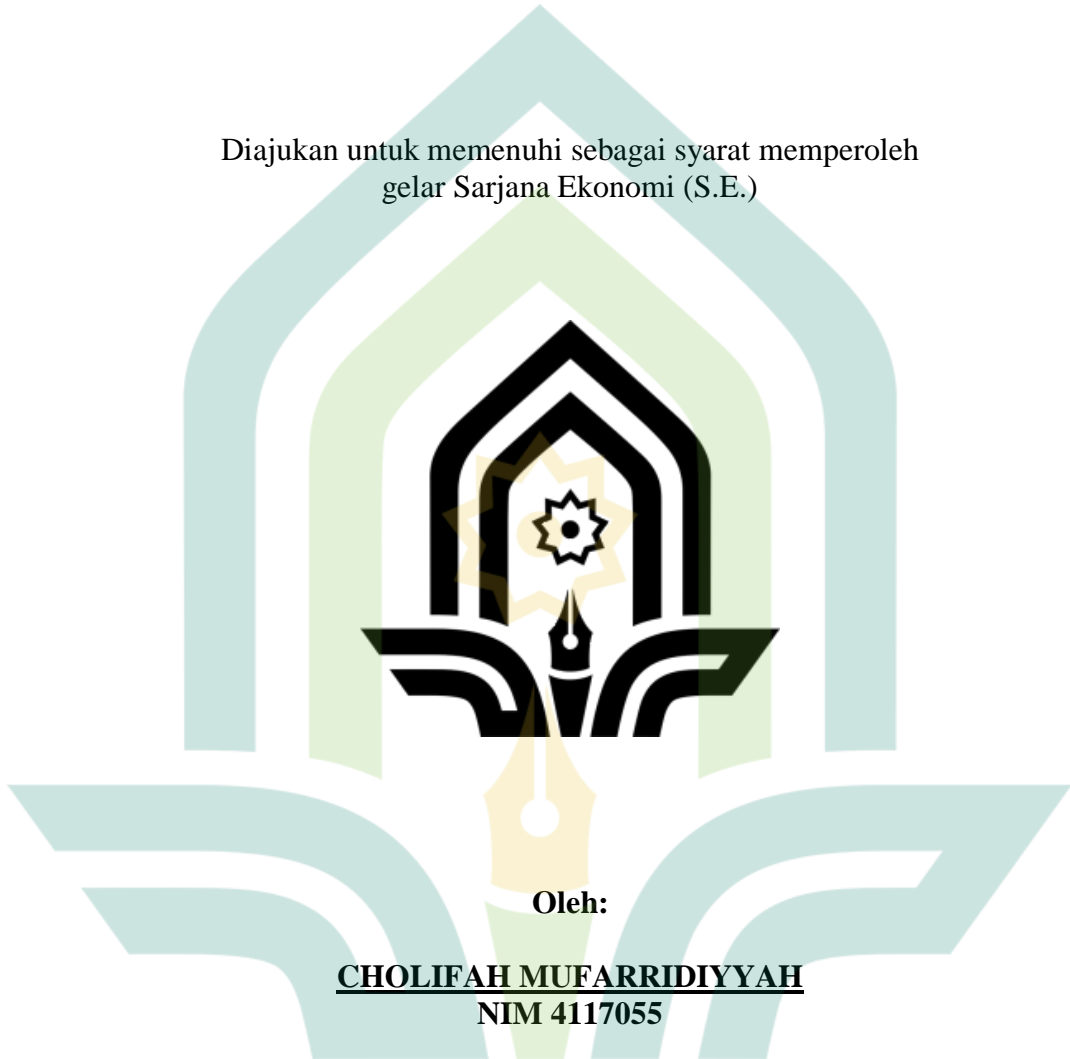 Diajukan untuk memenuhi sebagai syarat memperoleh
gelar Sarjana Ekonomi (S.E.)
Oleh:
CHOLIFAH MUFARRIDIYYAH
NIM 4117055